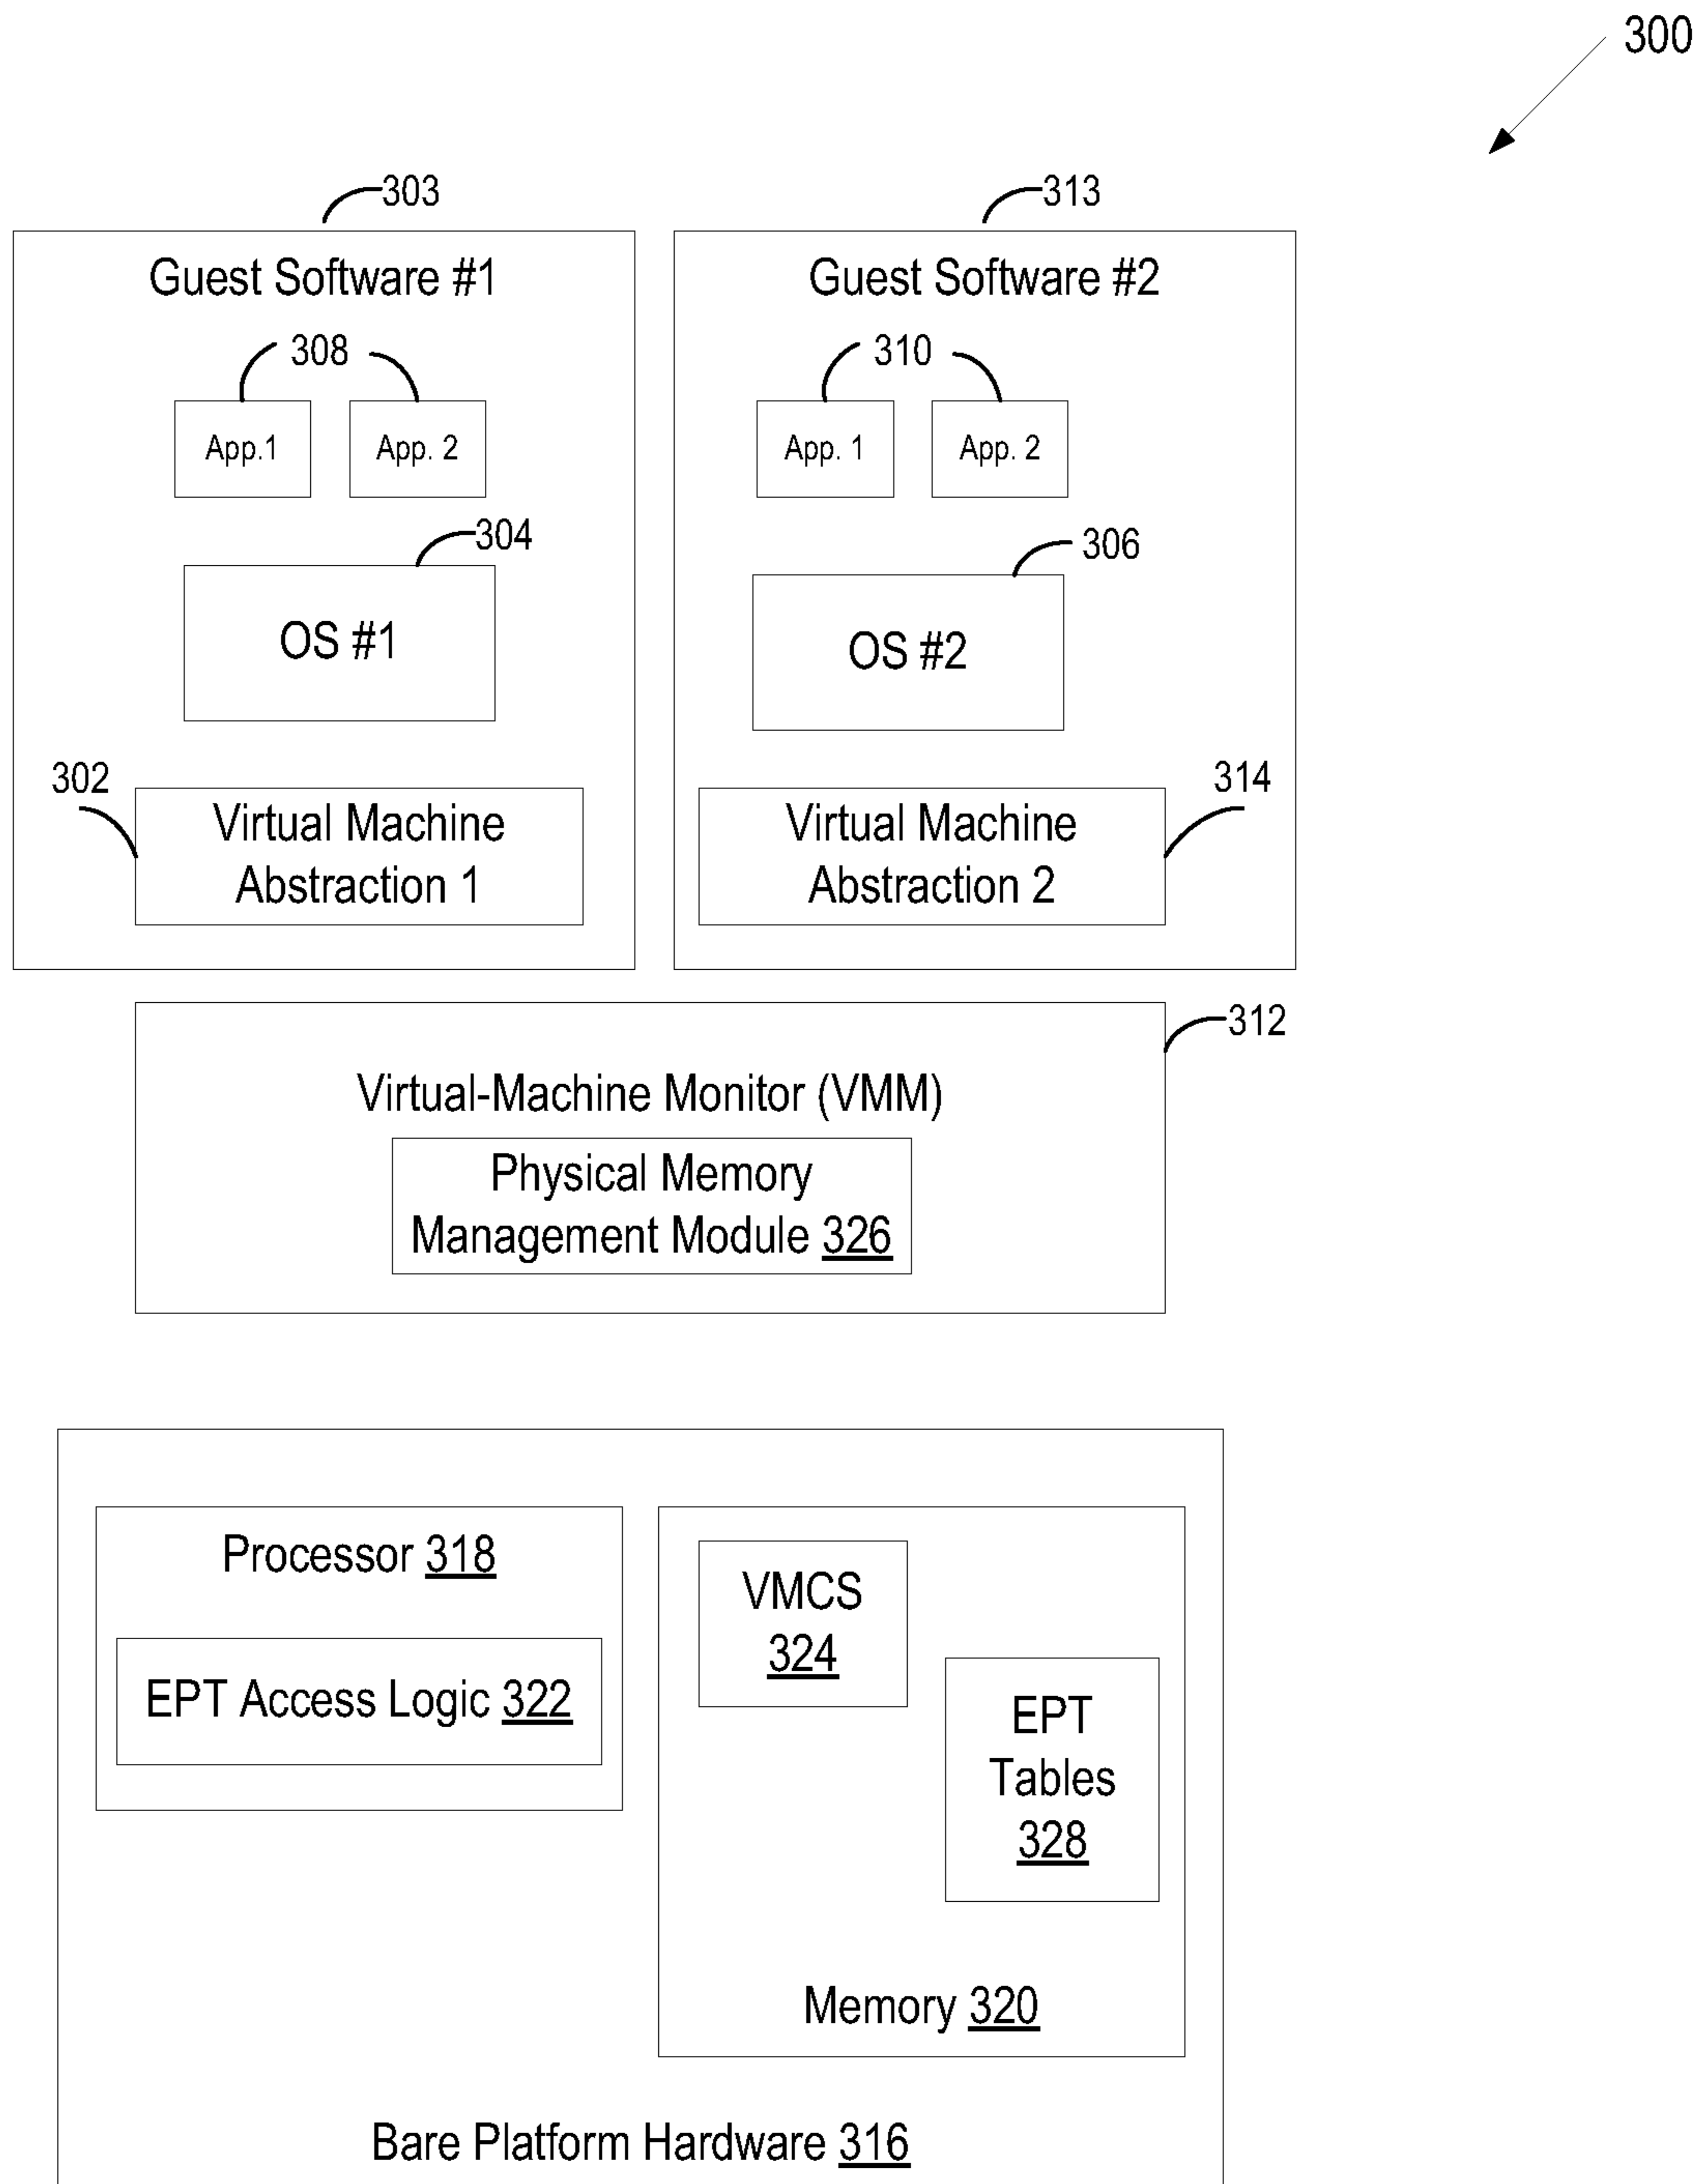 300
303
313
Guest Software #1
Guest Software #2
308
310
App.1
App. 2
App. 1
App. 2
304
306
OS #1
OS #2
302
314
Virtual Machine
Abstraction 1
Virtual Machine
Abstraction 2
312
Virtual-Machine Monitor (VMM)
Physical Memory
Management Module 326
Processor 318
EPT Access Logic 322
VMCS
324
EPT
Tables
328
Memory 320
Bare Platform Hardware 316